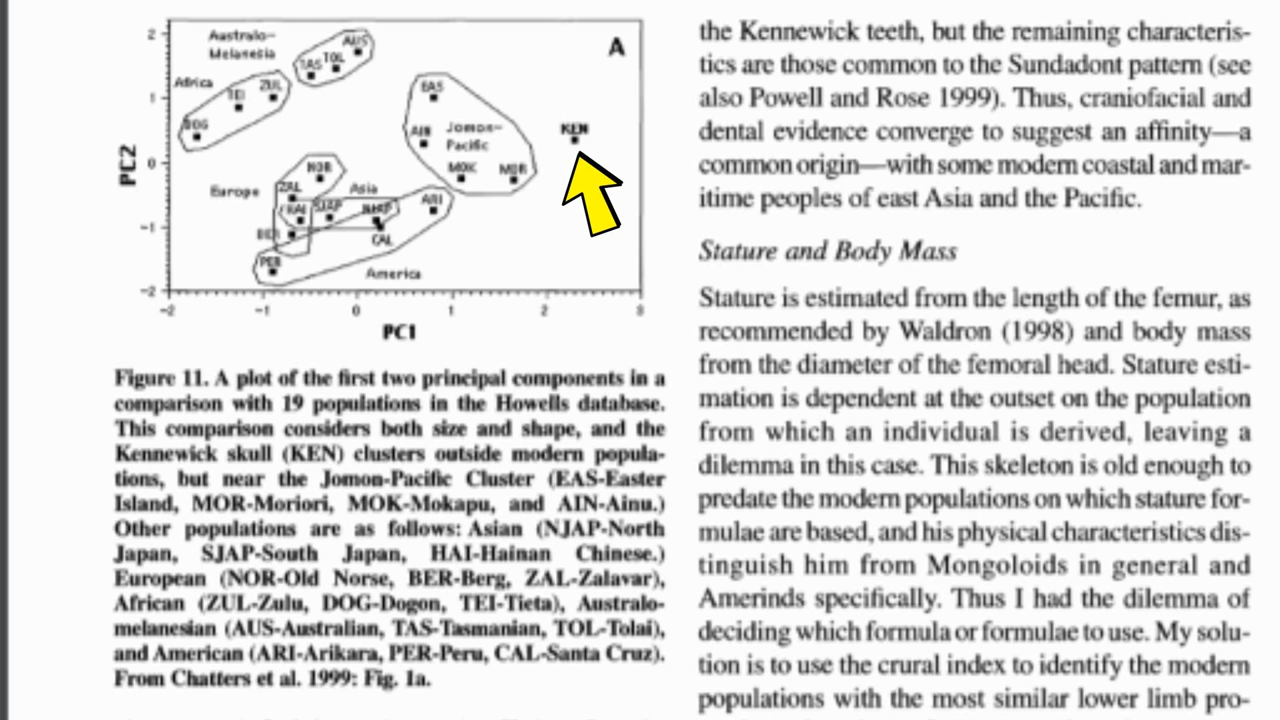 2
Australo-
Melanesia
AUS
TAS
TOL
A
Africa
TEI
ZUL
EAS
1
DOG
AIN
Jomon-
Pacific
KEN
PC2
0
NOR
MOK
MOR
Europe
ZAL
Asia
HAI
SJAP
NJAP
ARI
-1
BER
CAL
PER
America
-2
-2
-1
0
1
2
3
PC1
Figure 11. A plot of the first two principal components in a
comparison with 19 populations in the Howells database.
This comparison considers both size and shape, and the
Kennewick skull (KEN) clusters outside modern popula-
tions, but near the Jomon-Pacific Cluster (EAS-Easter
Island, MOR-Moriori, MOK-Mokapu, and AIN-Ainu.)
Other populations are as follows: Asian (NJAP-North
Japan, SJAP-South Japan, HAI-Hainan Chinese.)
European (NOR-Old Norse, BER-Berg, ZAL-Zalavar),
African (ZUL-Zulu, DOG-Dogon, TEI-Tieta), Australo-
melanesian (AUS-Australian, TAS-Tasmanian, TOL-Tolai),
and American (ARI-Arikara, PER-Peru, CAL-Santa Cruz).
From Chatters et al. 1999: Fig. 1a.
the Kennewick teeth, but the remaining characteris-
tics are those common to the Sundadont pattern (see
also Powell and Rose 1999). Thus, craniofacial and
dental evidence converge to suggest an affinity—a
common origin—with some modern coastal and mar-
itime peoples of east Asia and the Pacific.
Stature and Body Mass
Stature is estimated from the length of the femur, as
recommended by Waldron (1998) and body mass
from the diameter of the femoral head. Stature esti-
mation is dependent at the outset on the population
from which an individual is derived, leaving a
dilemma in this case. This skeleton is old enough to
predate the modern populations on which stature for-
mulae are based, and his physical characteristics dis-
tinguish him from Mongoloids in general and
Amerinds specifically. Thus I had the dilemma of
deciding which formula or formulae to use. My solu-
tion is to use the crural index to identify the modern
populations with the most similar lower limb pro-